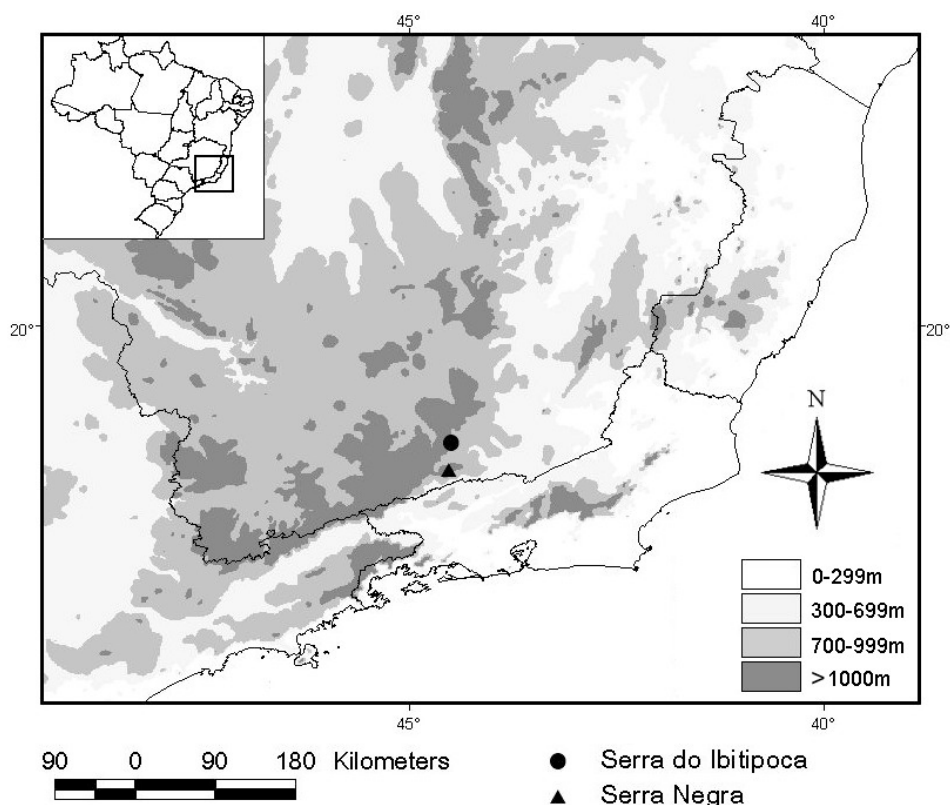 45° 40°
20° 20°
N
0-299m
300-699m
700-999m
>1000m
45° 40°
90 0 90 180 Kilometers
Serra do Ibitipoca
Serra Negra